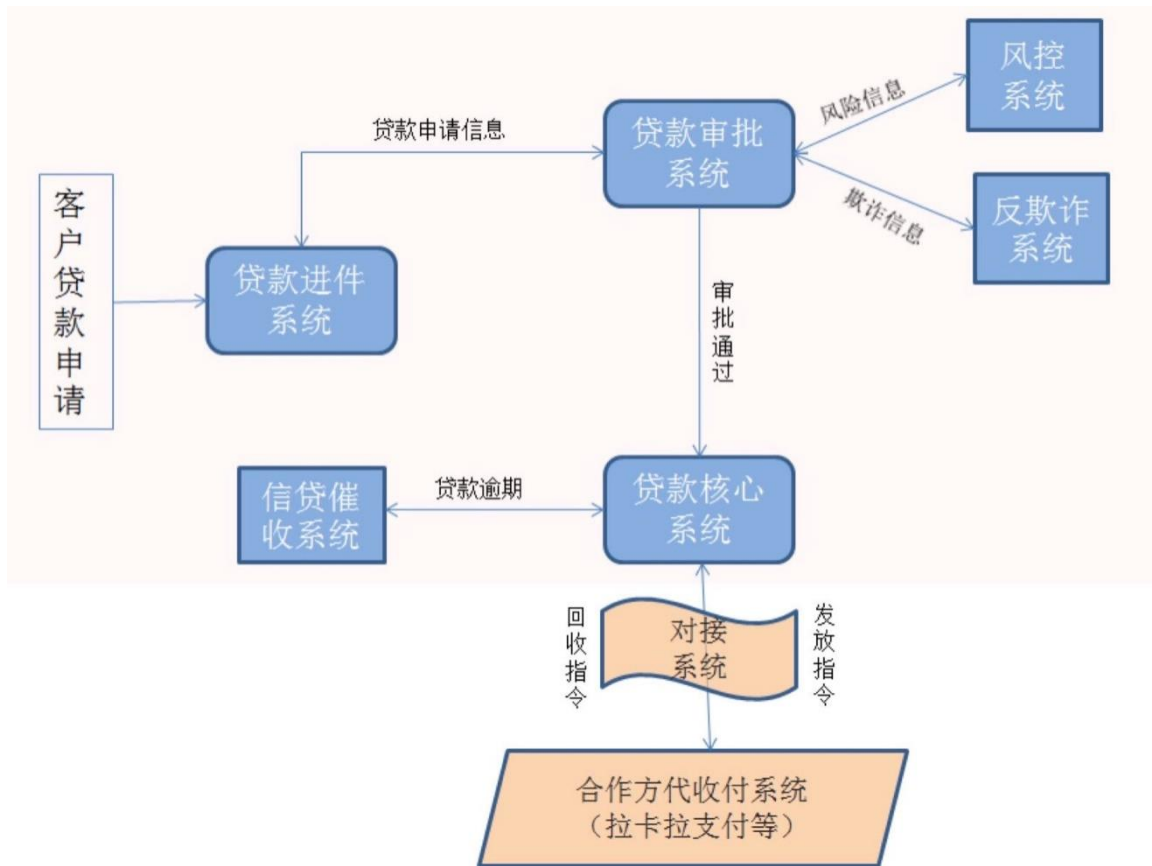 风控
系统
风险信息
贷款申请信息
贷款审批
系统
欺诈信息
反欺诈
系统
客户贷款申请
贷款进件
系统
审批通过
信贷催
收系统
贷款逾期
贷款核心
系统
回收指令
对接
系统
发放指令
合作方代收付系统
（拉卡拉支付等）